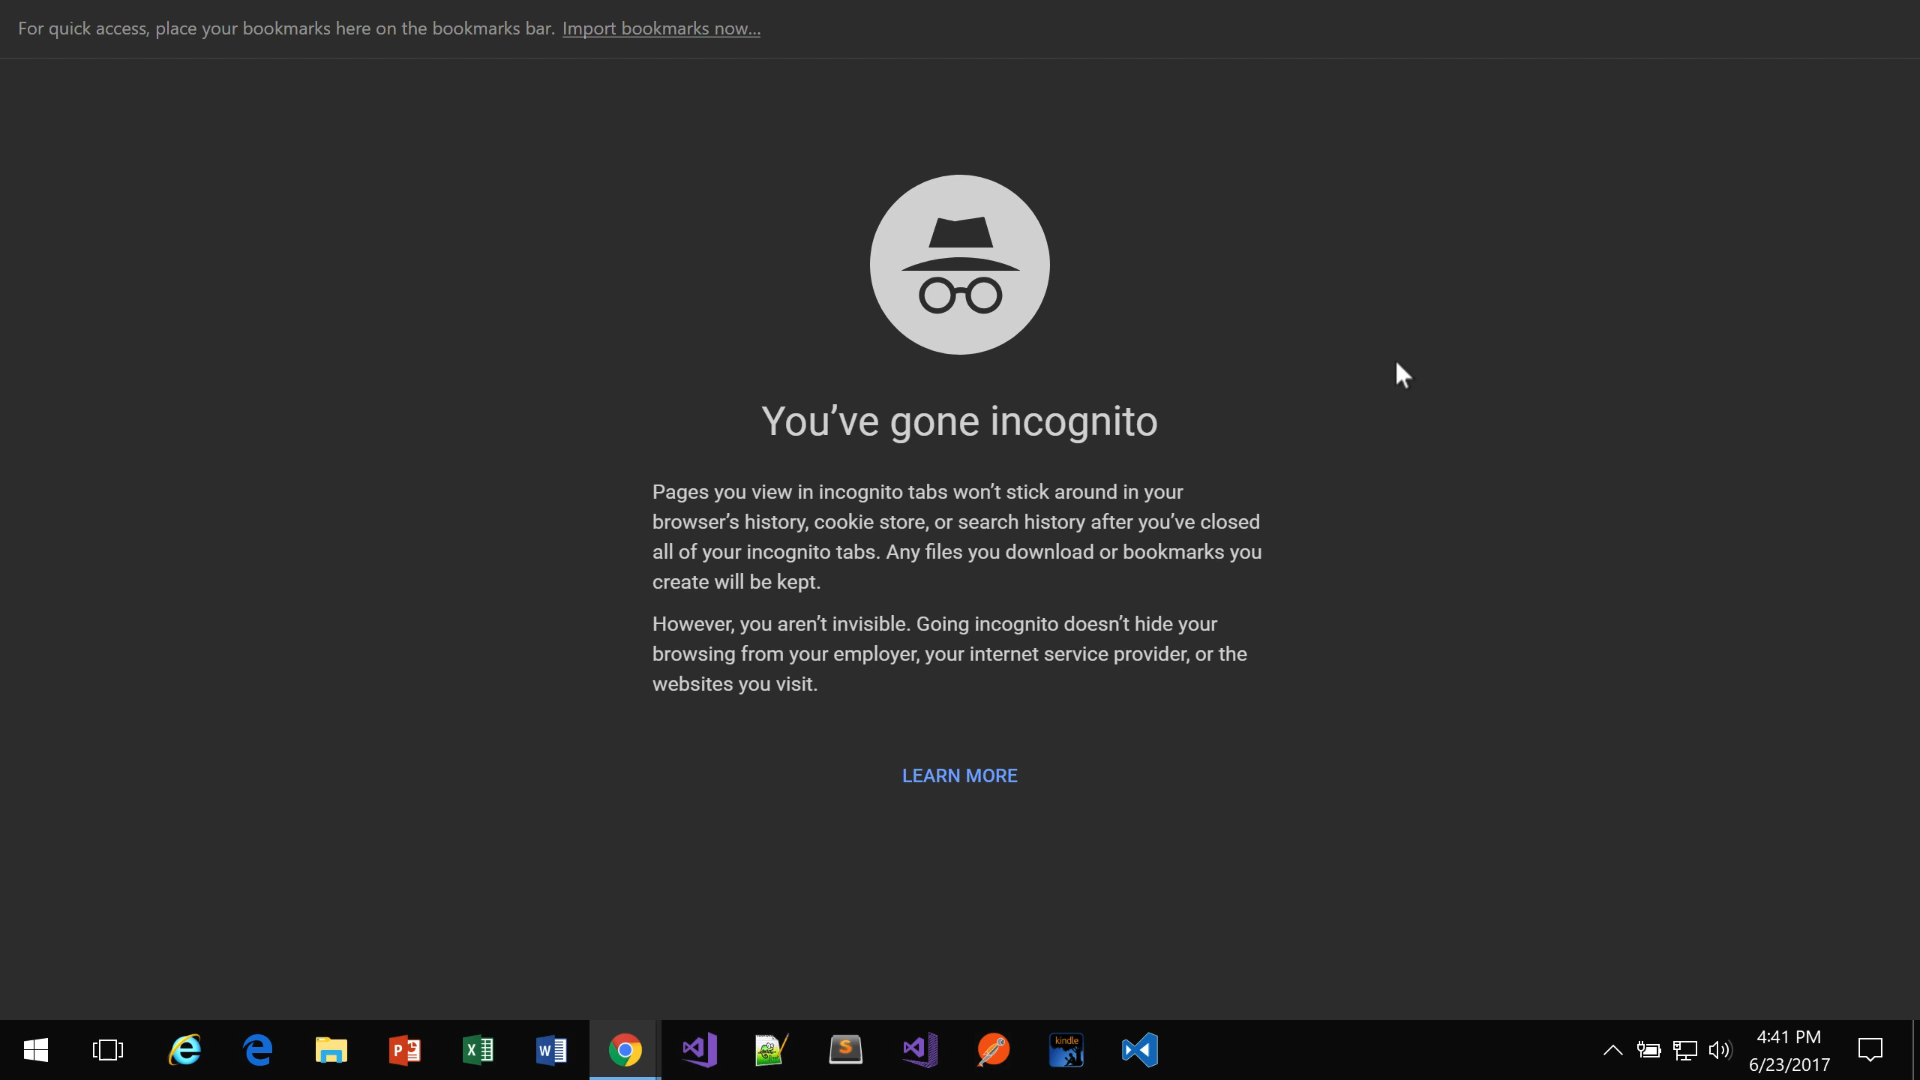 For quick access, place your bookmarks here on the bookmarks bar. Import bookmarks now...
You’ve gone incognito
Pages you view in incognito tabs won’t stick around in your
browser’s history, cookie store, or search history after you’ve closed
all of your incognito tabs. Any files you download or bookmarks you
create will be kept.
However, you aren’t invisible. Going incognito doesn’t hide your
browsing from your employer, your internet service provider, or the
websites you visit.
LEARN MORE
kindle
4:41 PM
6/23/2017